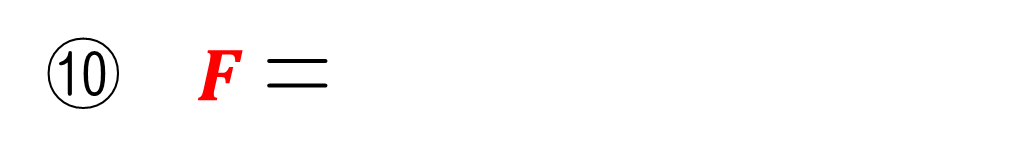 ⑩ F =